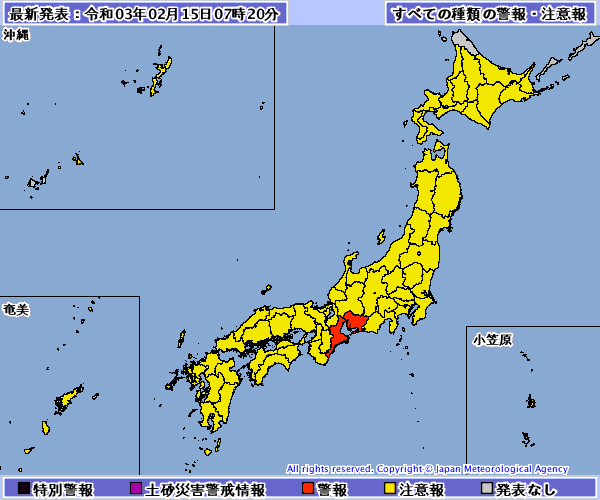 最新発表：令和03年02月15日07時20分
すべての種類の警報・注意報
沖縄
奄美
小笠原
All rights reserved. Copyright © Japan Meteorological Agency
特別警報
土砂災害警戒情報
警報
注意報
発表なし